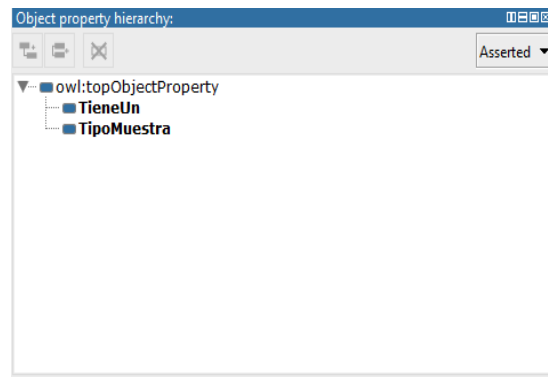 Object property hierarchy:
Asserted
owl:topObjectProperty
TieneUn
TipoMuestra